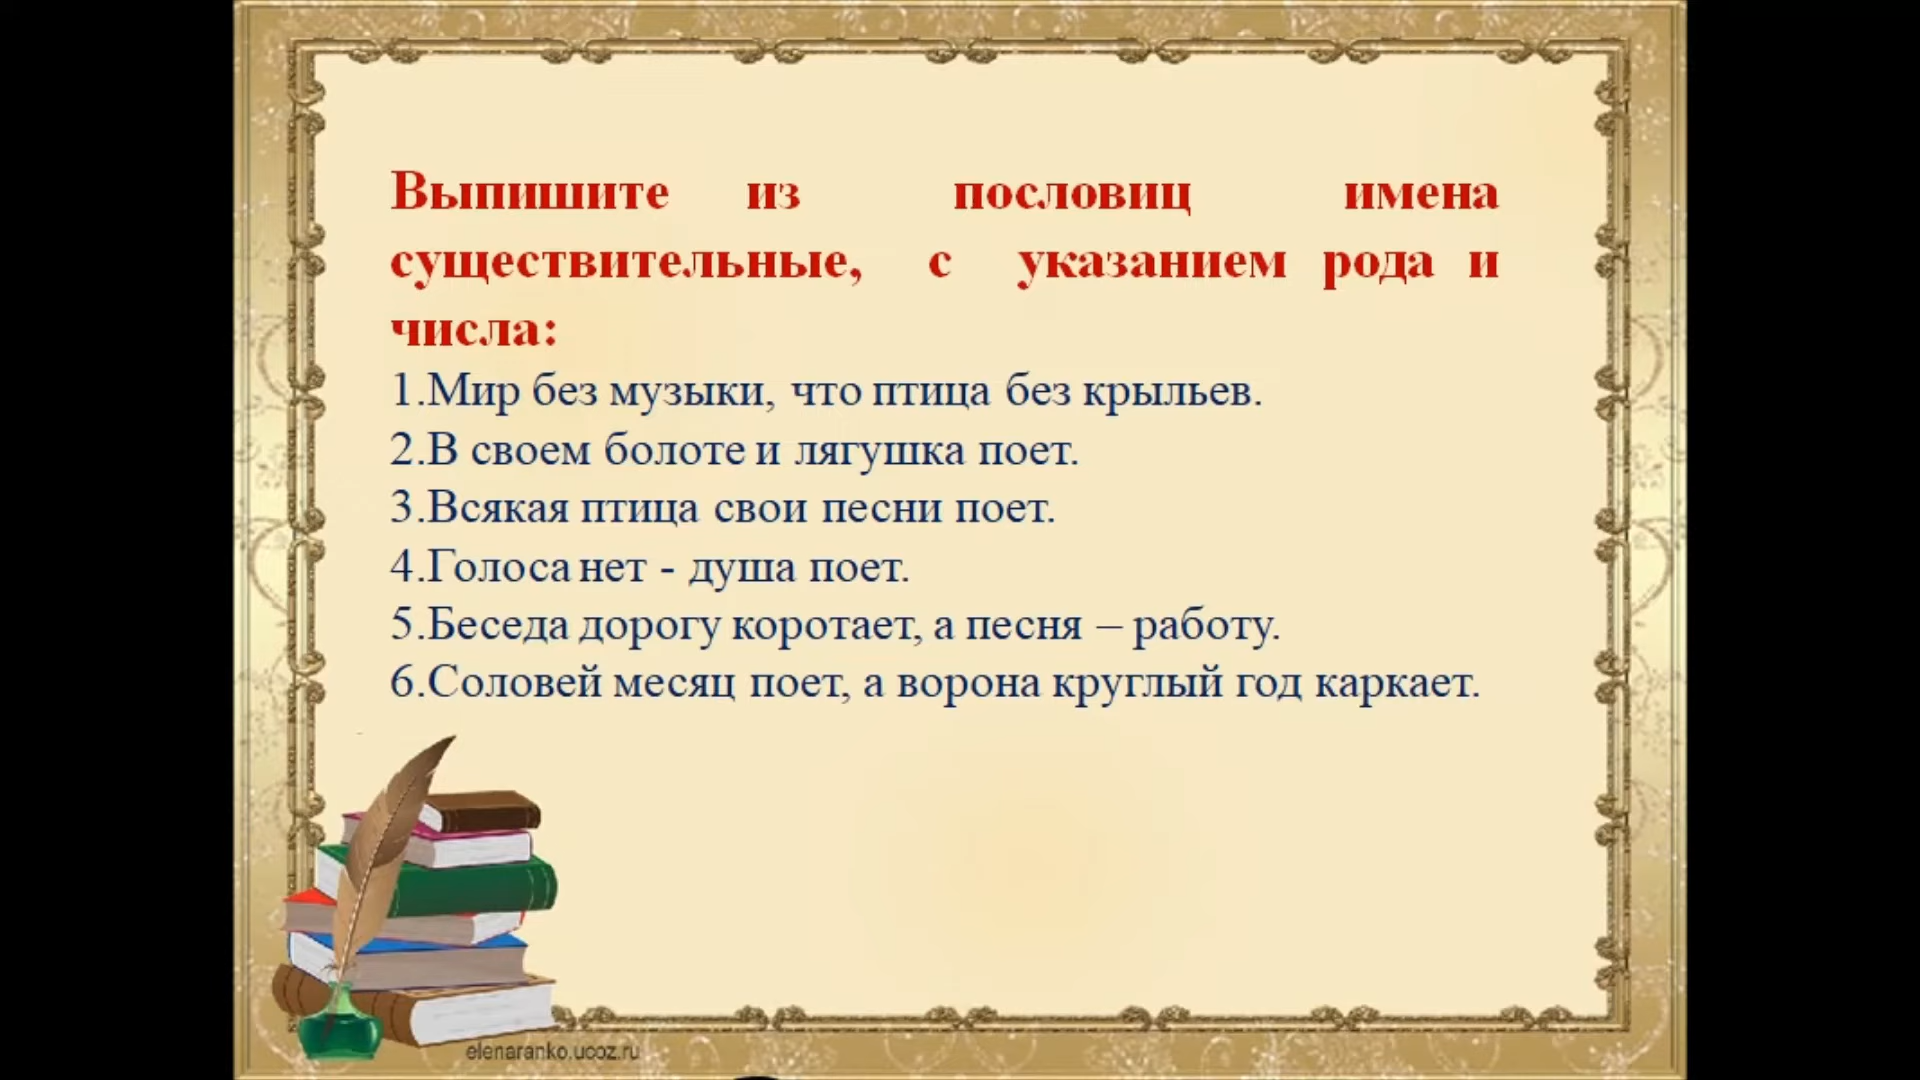 Выпишите из пословиц имена
существительные, с указанием рода и
числа:
1.Мир без музыки, что птица без крыльев.
2.В своем болоте и лягушка поет.
3.Всякая птица свои песни поет.
4.Голоса нет - душа поет.
5.Беседа дорогу коротает, а песня – работу.
6.Соловей месяц поет, а ворона круглый год каркает.
elenaranko.ucoz.ru